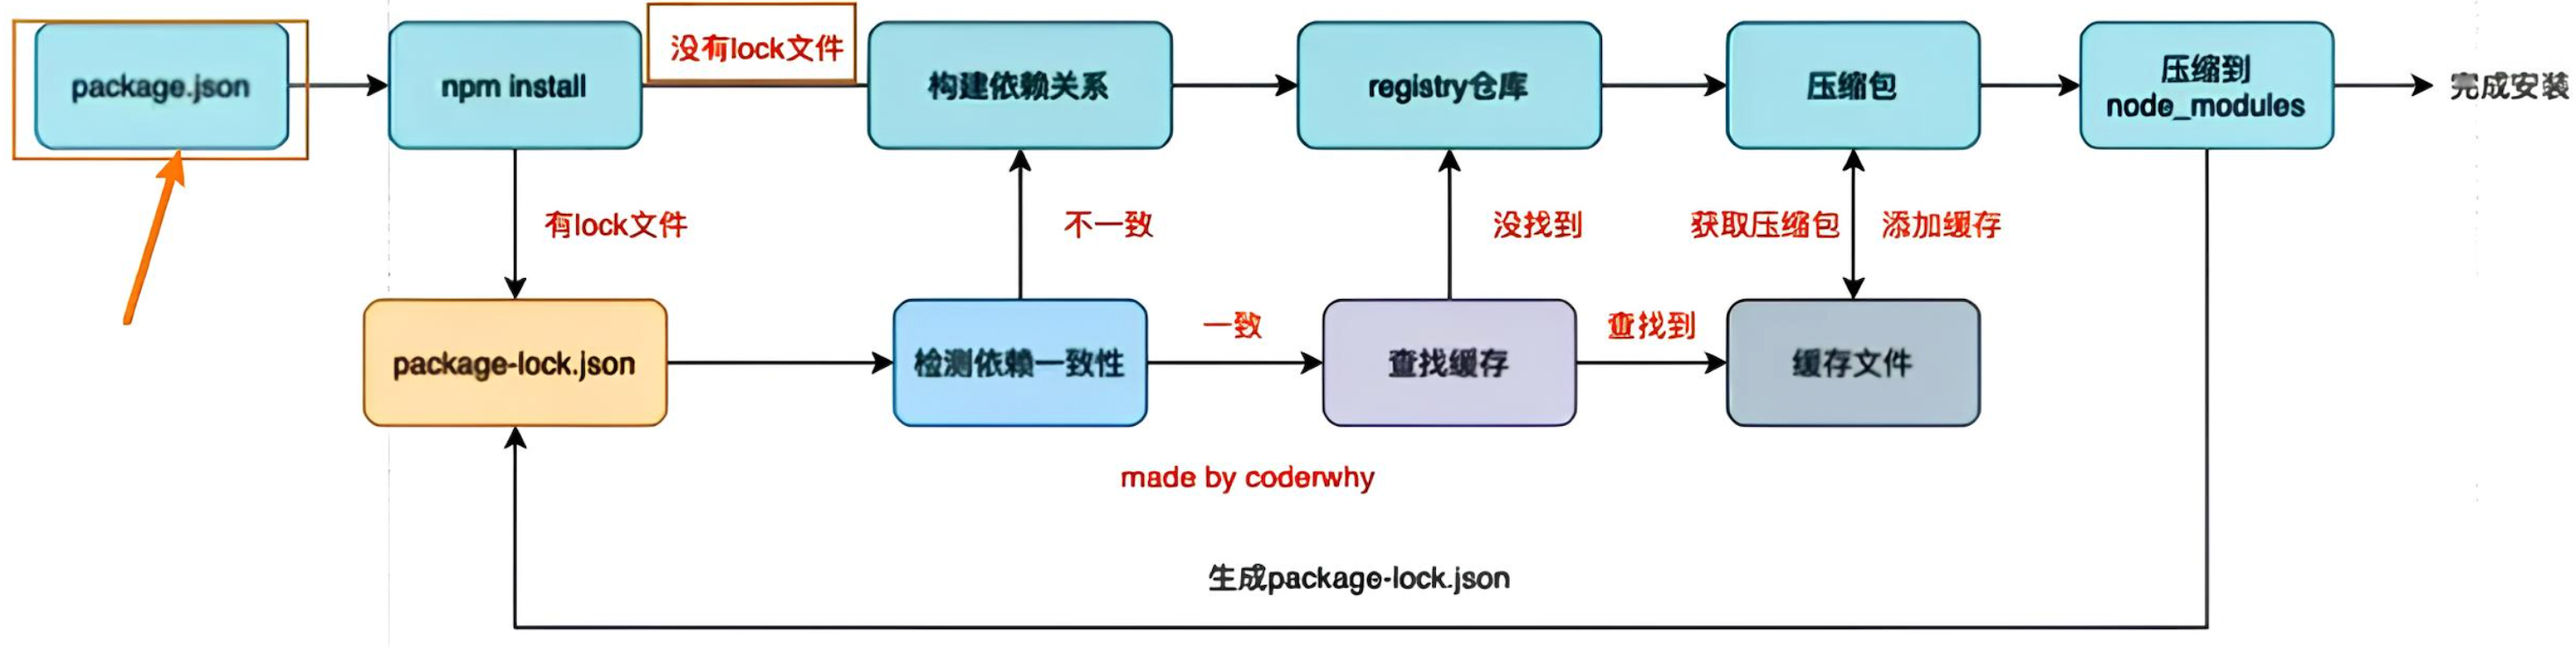 package.json
npm install
没有lock文件
构建依赖关系
registry仓库
压缩包
压缩到
node_modules
完成安装
有lock文件
不一致
没找到
获取压缩包
添加缓存
package-lock.json
检测依赖一致性
一致
查找缓存
查找到
缓存文件
made by coderwhy
生成package-lock.json